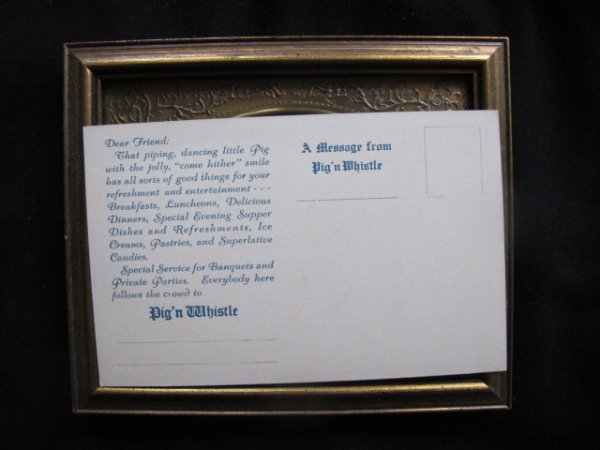 Dear Friend:
That piping, dancing little Pig
with the jolly, "come hither" smile
has all sorts of good things for your
refreshment and entertainment . . .
Breakfasts, Luncheons, Delicious
Dinners, Special Evening Supper
Dishes and Refreshments, Ice
Creams, Pastries, and Superlative
Candies.
Special Service for Banquets and
Private Parties. Everybody here
follows the crowd to
Pig'n Whistle
A Message from
Pig'n Whistle